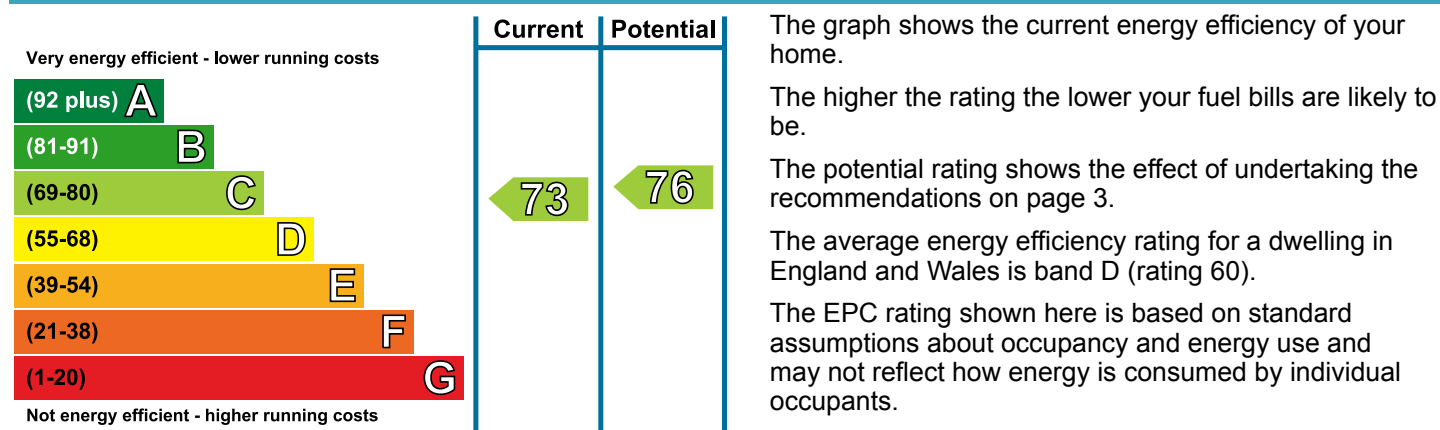 Current Potential
Very energy efficient - lower running costs
(92 plus) A
(81-91) B
(69-80) C
(55-68) D
(39-54) E
(21-38) F
(1-20) G
Not energy efficient - higher running costs
73
76
The graph shows the current energy efficiency of your
home.
The higher the rating the lower your fuel bills are likely to
be.
The potential rating shows the effect of undertaking the
recommendations on page 3.
The average energy efficiency rating for a dwelling in
England and Wales is band D (rating 60).
The EPC rating shown here is based on standard
assumptions about occupancy and energy use and
may not reflect how energy is consumed by individual
occupants.